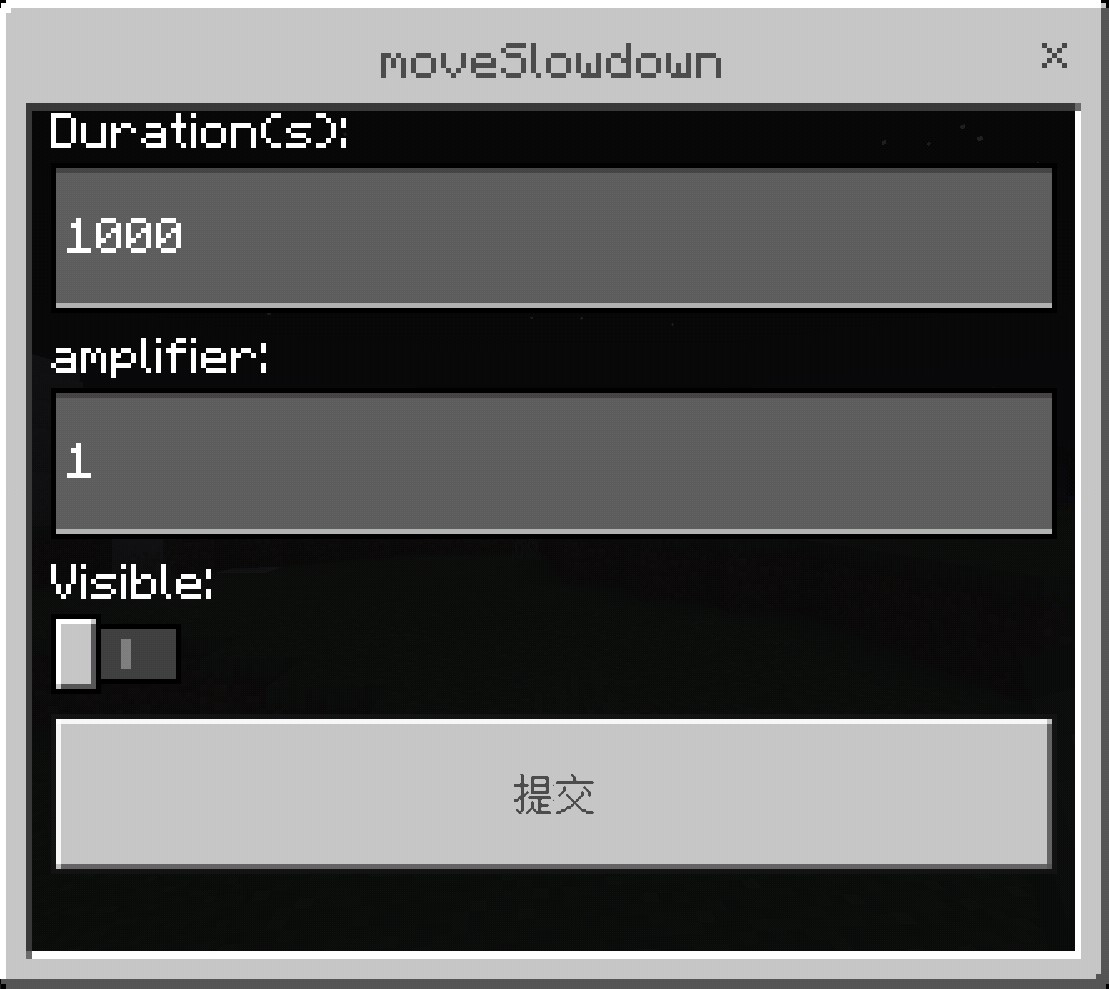 moveSlowdown
Duration(s):
1000
amplifier:
1
Visible:
提交